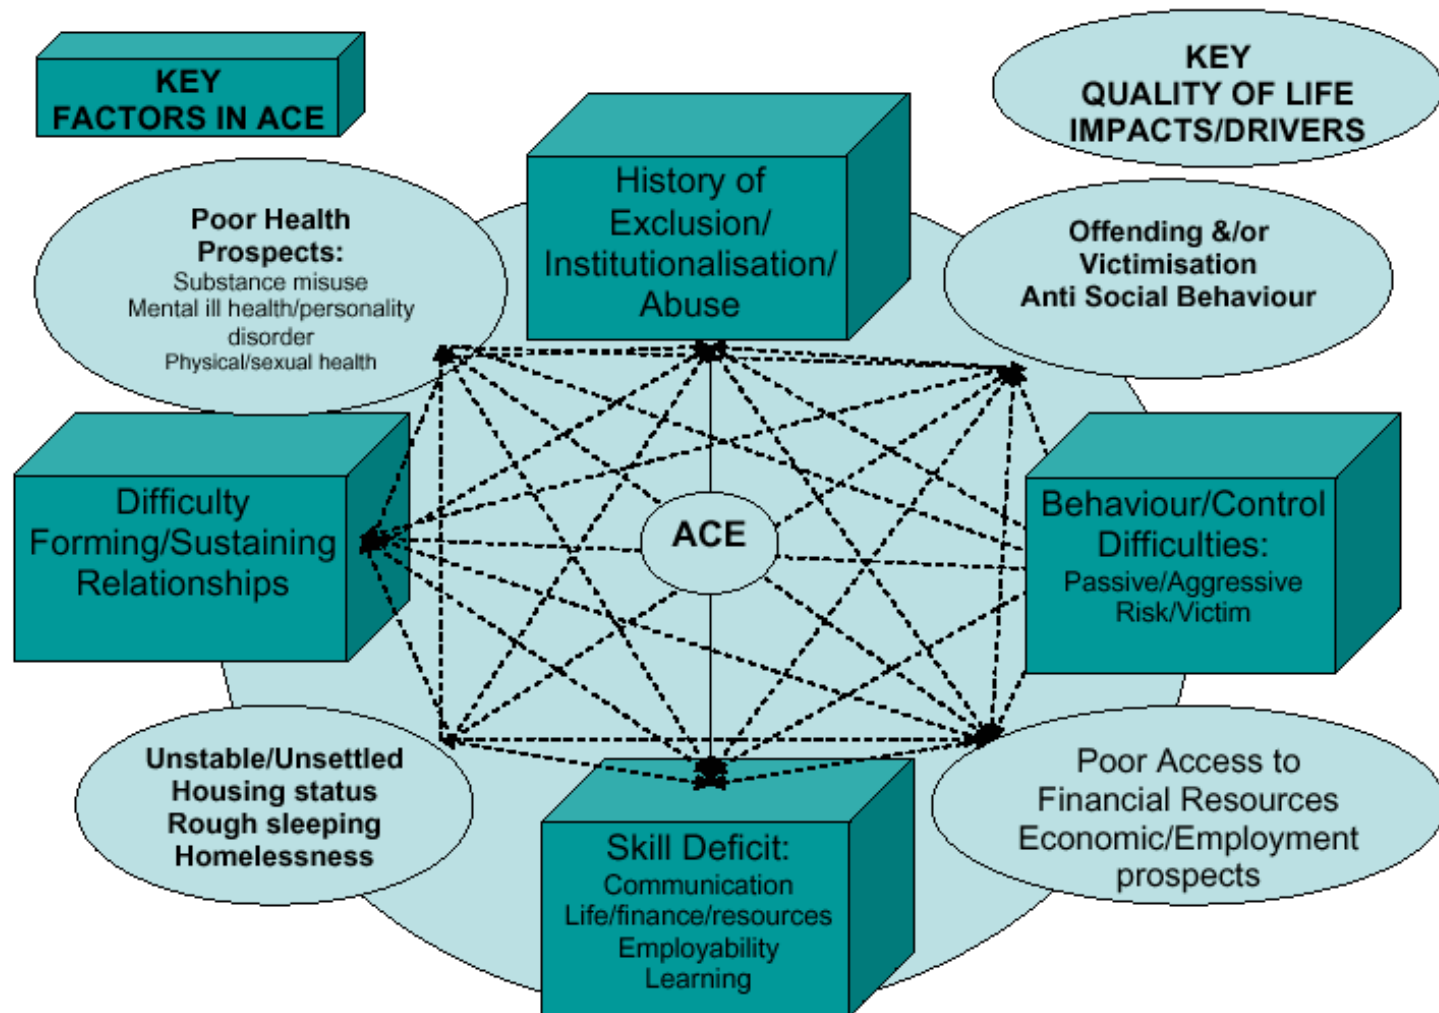 KEY
FACTORS IN ACE
KEY
QUALITY OF LIFE
IMPACTS/DRIVERS
History of
Exclusion/
Institutionalisation/
Abuse
Poor Health
Prospects:
Substance misuse
Mental ill health/personality
disorder
Physical/sexual health
Offending &/or
Victimisation
Anti Social Behaviour
Difficulty
Forming/Sustaining
Relationships
ACE
Behaviour/Control
Difficulties:
Passive/Aggressive
Risk/Victim
Unstable/Unsettled
Housing status
Rough sleeping
Homelessness
Skill Deficit:
Communication
Life/finance/resources
Employability
Learning
Poor Access to
Financial Resources
Economic/Employment
prospects